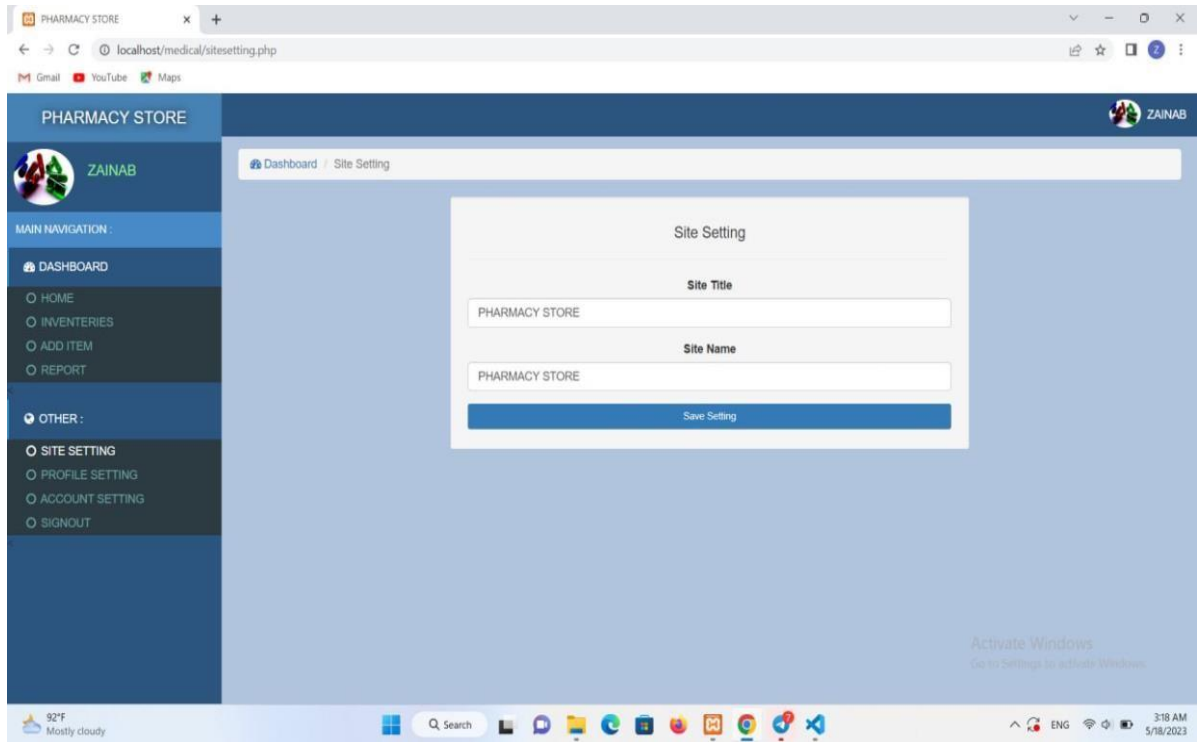 PHARMACY STORE
localhost/medical/sitesetting.php
Z
Gmail YouTube Maps
PHARMACY STORE
ZAINAB
ZAINAB
Dashboard / Site Setting
MAIN NAVIGATION :
DASHBOARD
HOME
INVENTERIES
ADD ITEM
REPORT
OTHER :
SITE SETTING
PROFILE SETTING
ACCOUNT SETTING
SIGNOUT
Site Setting
Site Title
PHARMACY STORE
Site Name
PHARMACY STORE
Save Setting
Activate Windows
Go to Settings to activate Windows.
92°F
Mostly cloudy
Search
7
ENG
3:18 AM
5/18/2023